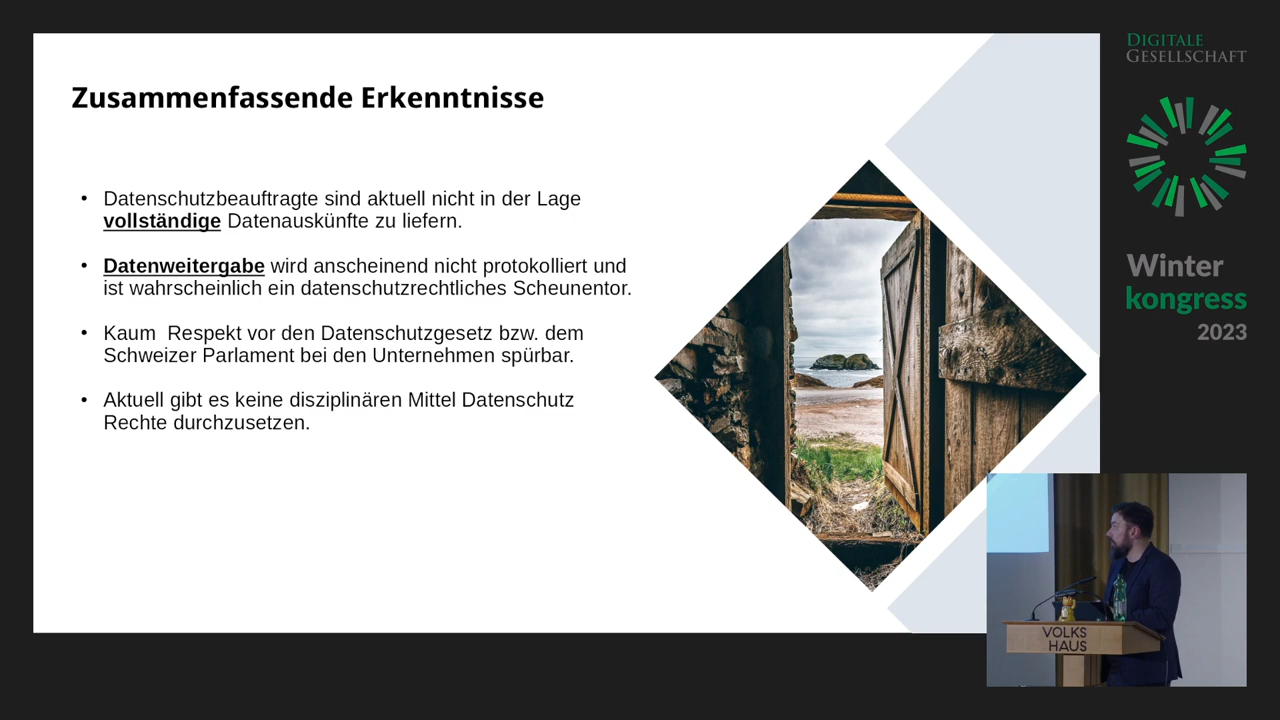 Zusammenfassende Erkenntnisse
• Datenschutzbeauftragte sind aktuell nicht in der Lage
vollständige Datenauskünfte zu liefern.
• Datenweitergabe wird anscheinend nicht protokolliert und
ist wahrscheinlich ein datenschutzrechtliches Scheunentor.
• Kaum  Respekt vor den Datenschutzgesetz bzw. dem
Schweizer Parlament bei den Unternehmen spürbar.
• Aktuell gibt es keine disziplinären Mittel Datenschutz
Rechte durchzusetzen.
DIGITALE
GESELLSCHAFT
Winter
kongress
2023
VOLKS
HAUS